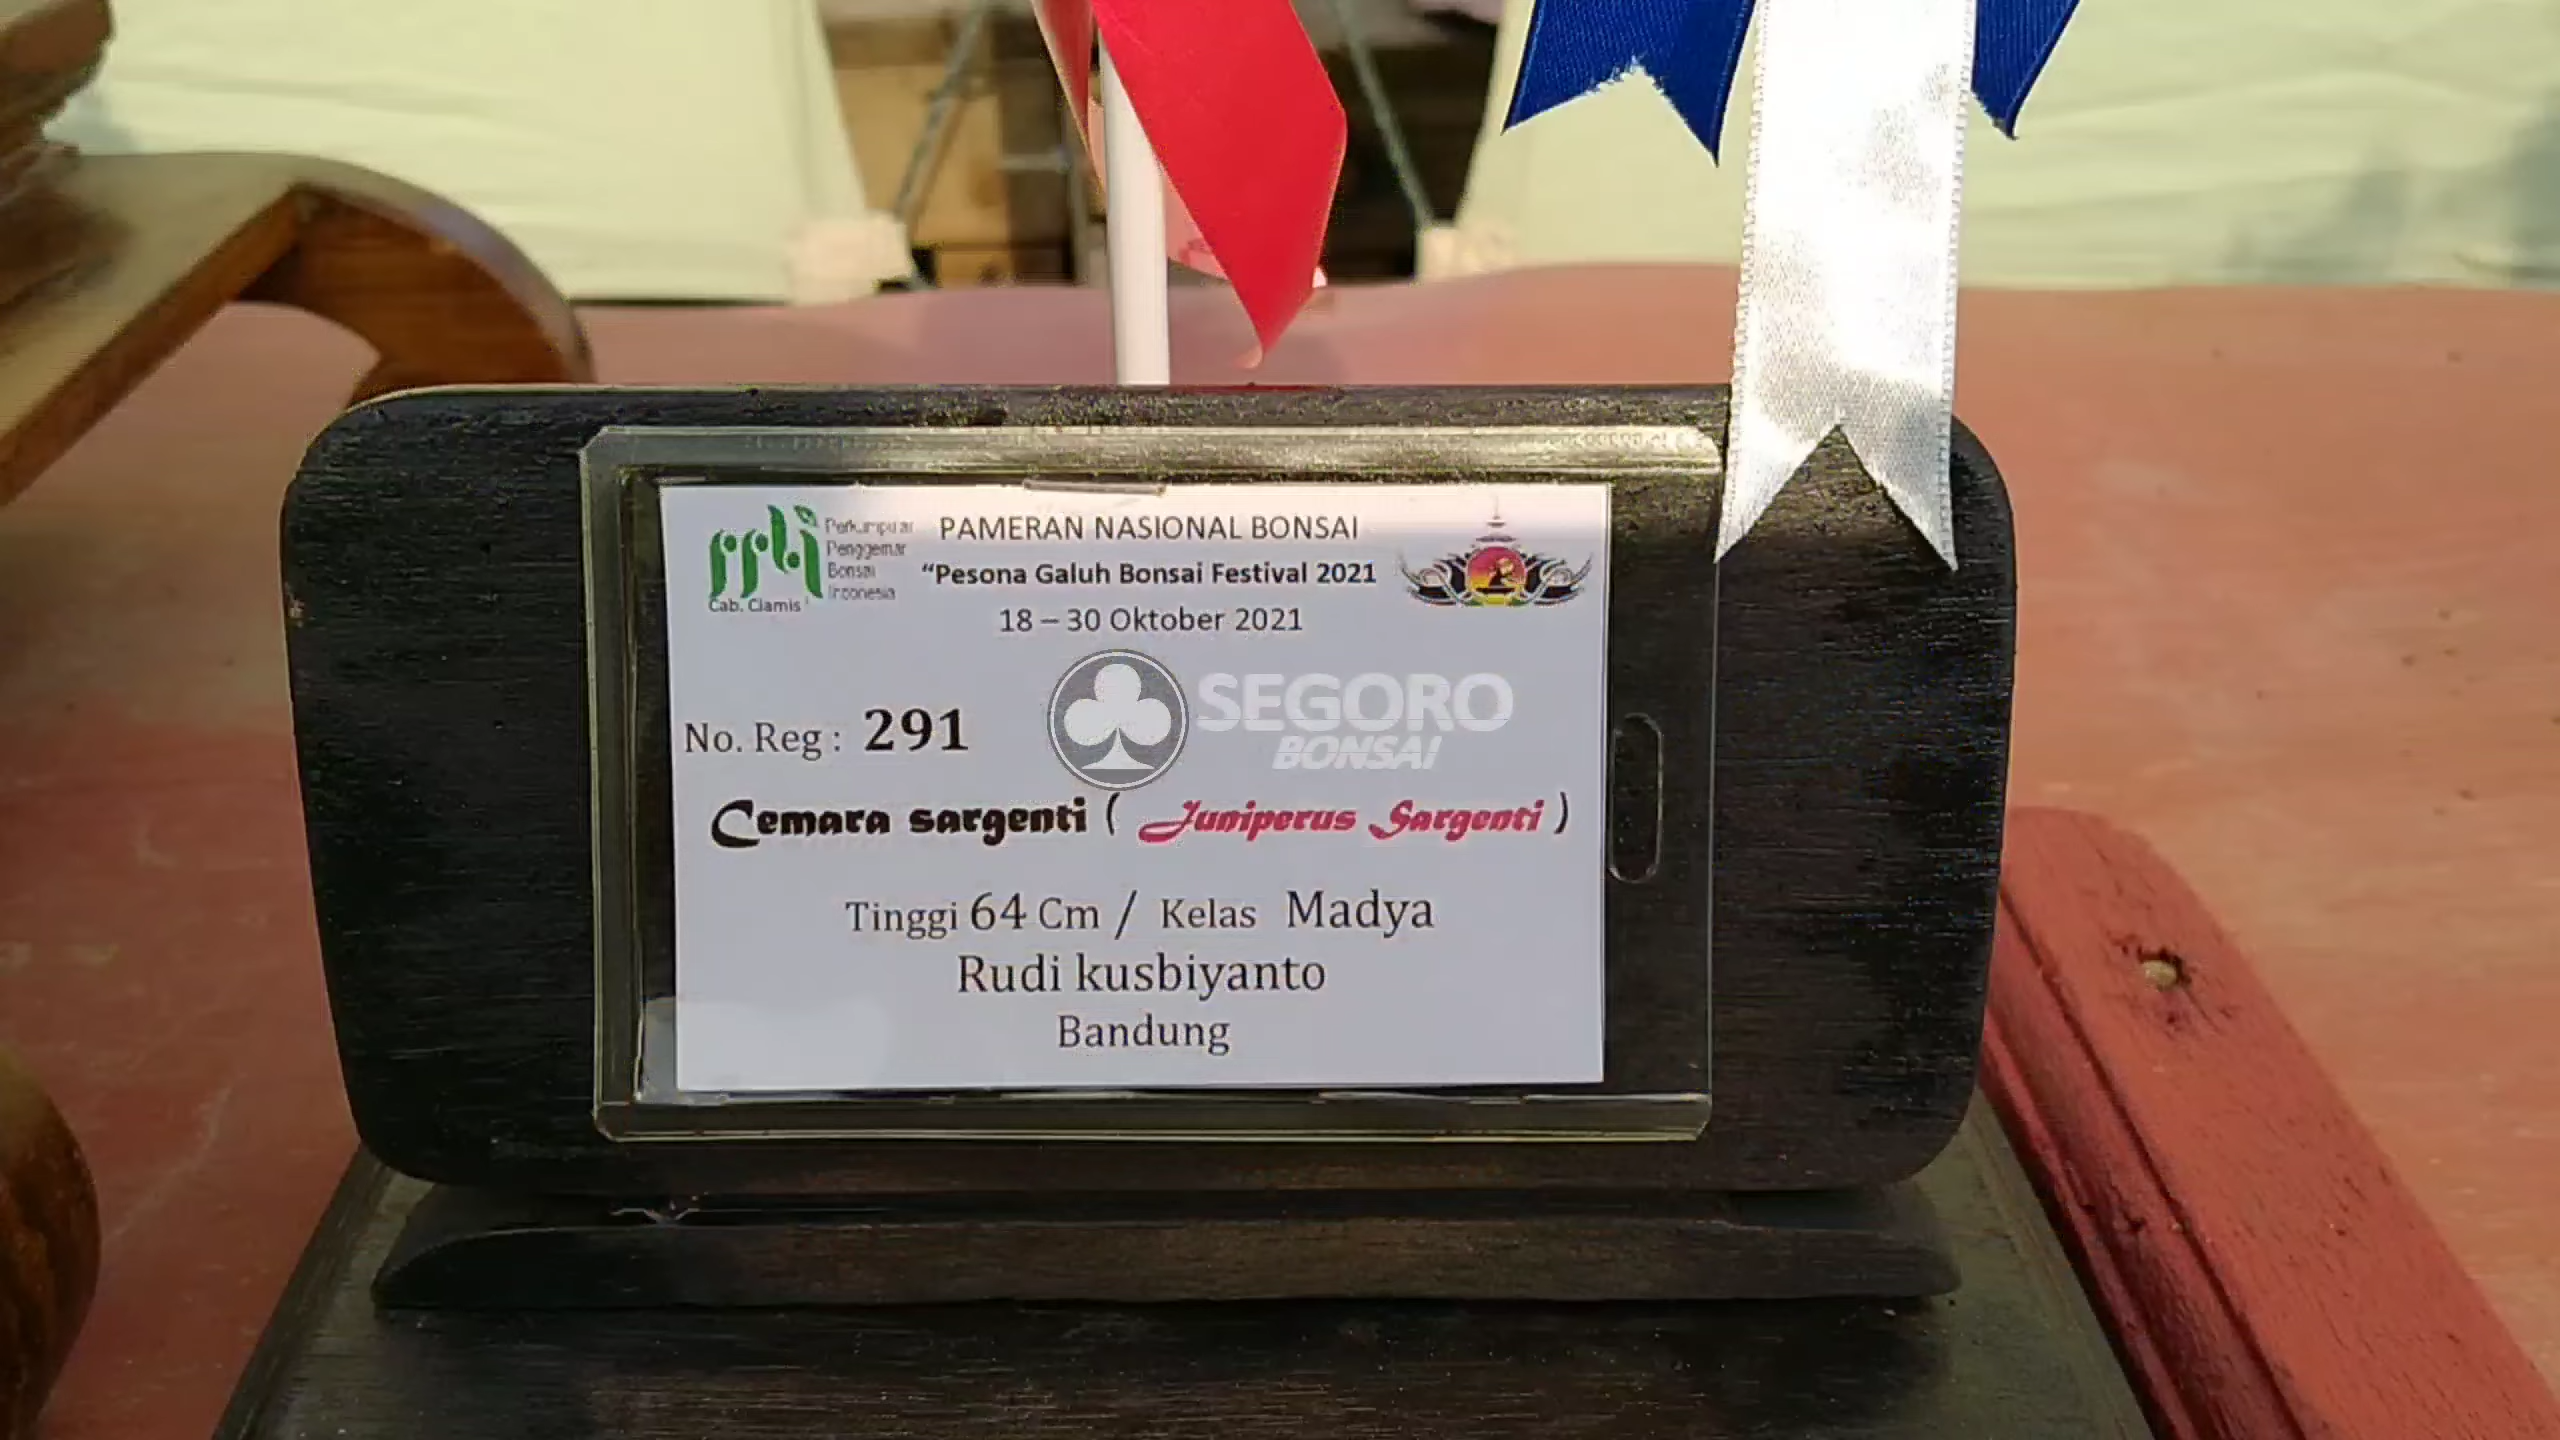 ppbi
Perkumpulan
Penggemar
Bonsai
Indonesia
Cab. Ciamis
PAMERAN NASIONAL BONSAI
“Pesona Galuh Bonsai Festival 2021
18 – 30 Oktober 2021
SEGORO
BONSAI
No. Reg : 291
Cemara sargenti ( Juniperus Sargenti )
Tinggi 64 Cm / Kelas Madya
Rudi kusbiyanto
Bandung